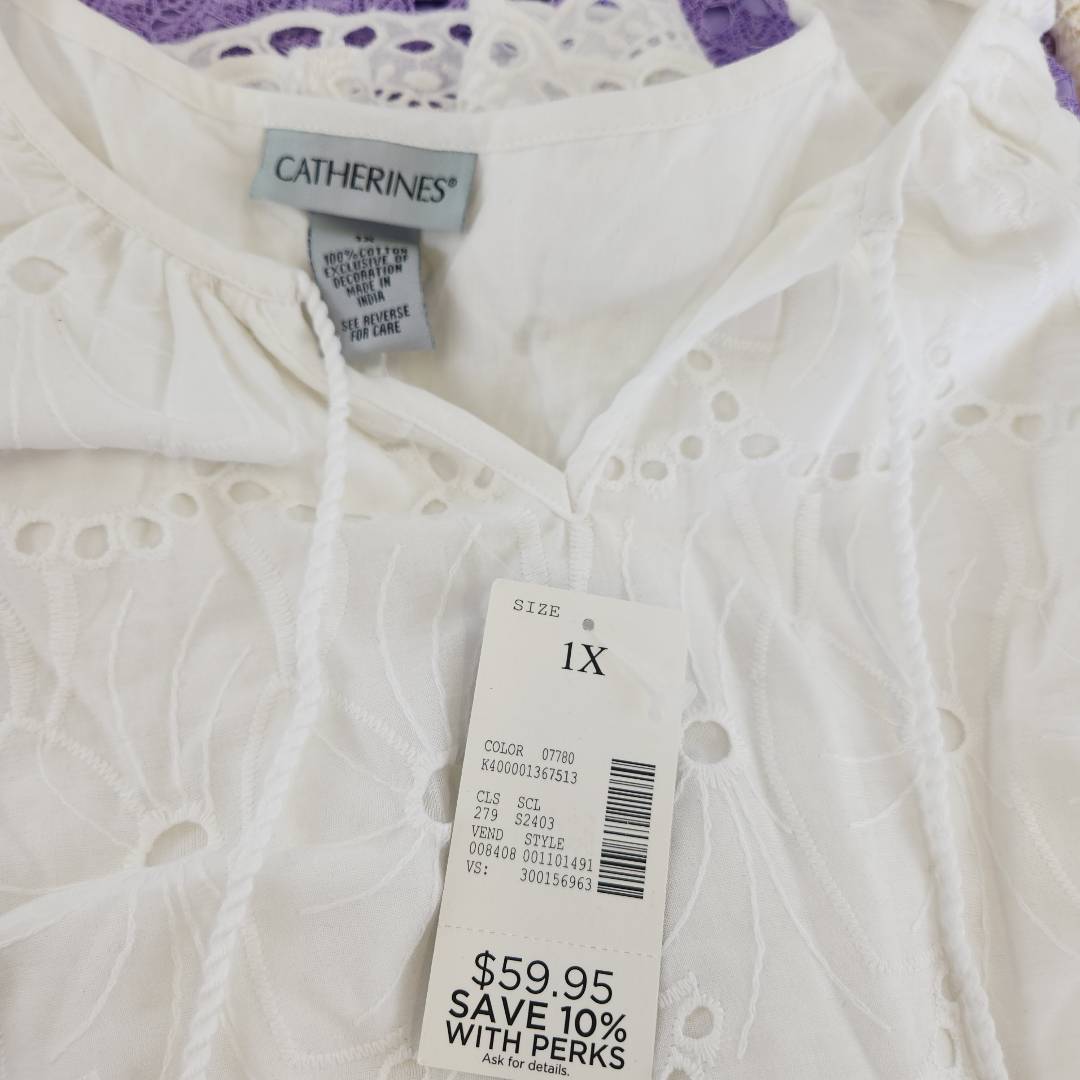 CATHERINES®
1X
100% COTTON
EXCLUSIVE OF
DECORATION
MADE IN
INDIA
SEE REVERSE
FOR CARE
SIZE
1X
COLOR 07780
K400001367513
CLS SCL
279 S2403
VEND STYLE
008408 001101491
VS: 300156963
$59.95
SAVE 10%
WITH PERKS
Ask for details.